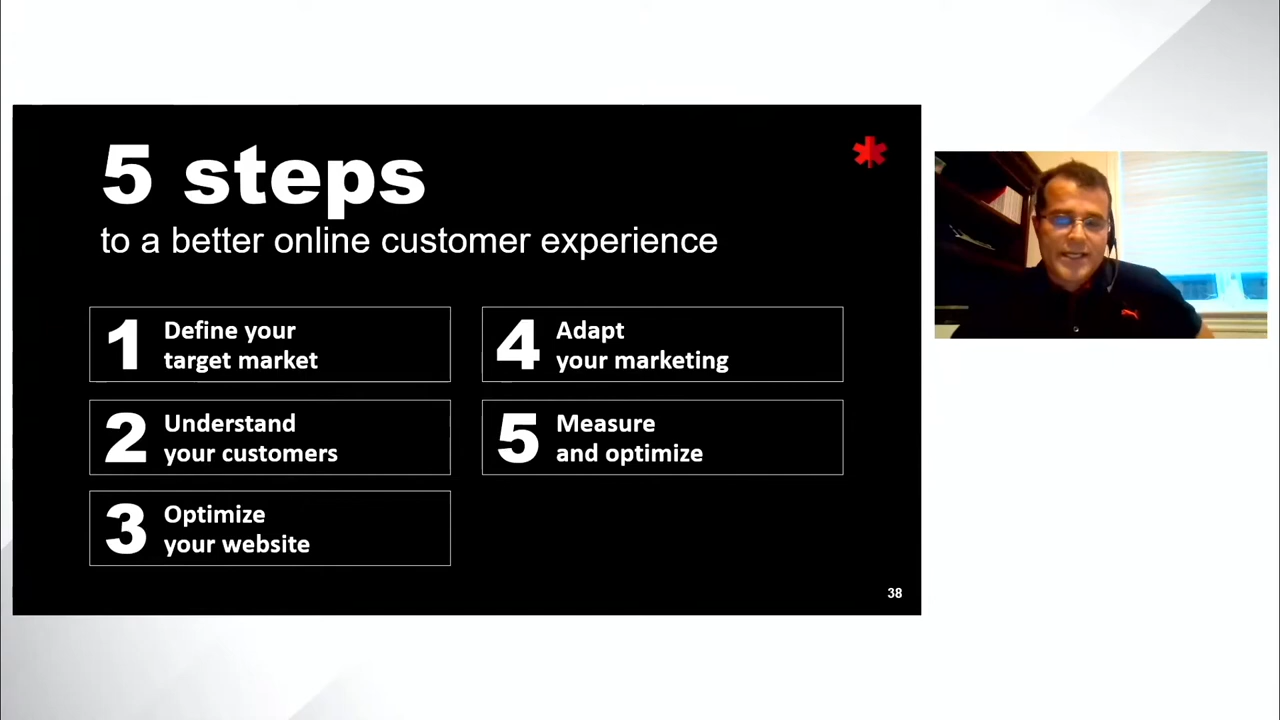 5 steps
to a better online customer experience
1 Define your
target market
2 Understand
your customers
3 Optimize
your website
4 Adapt
your marketing
5 Measure
and optimize
38